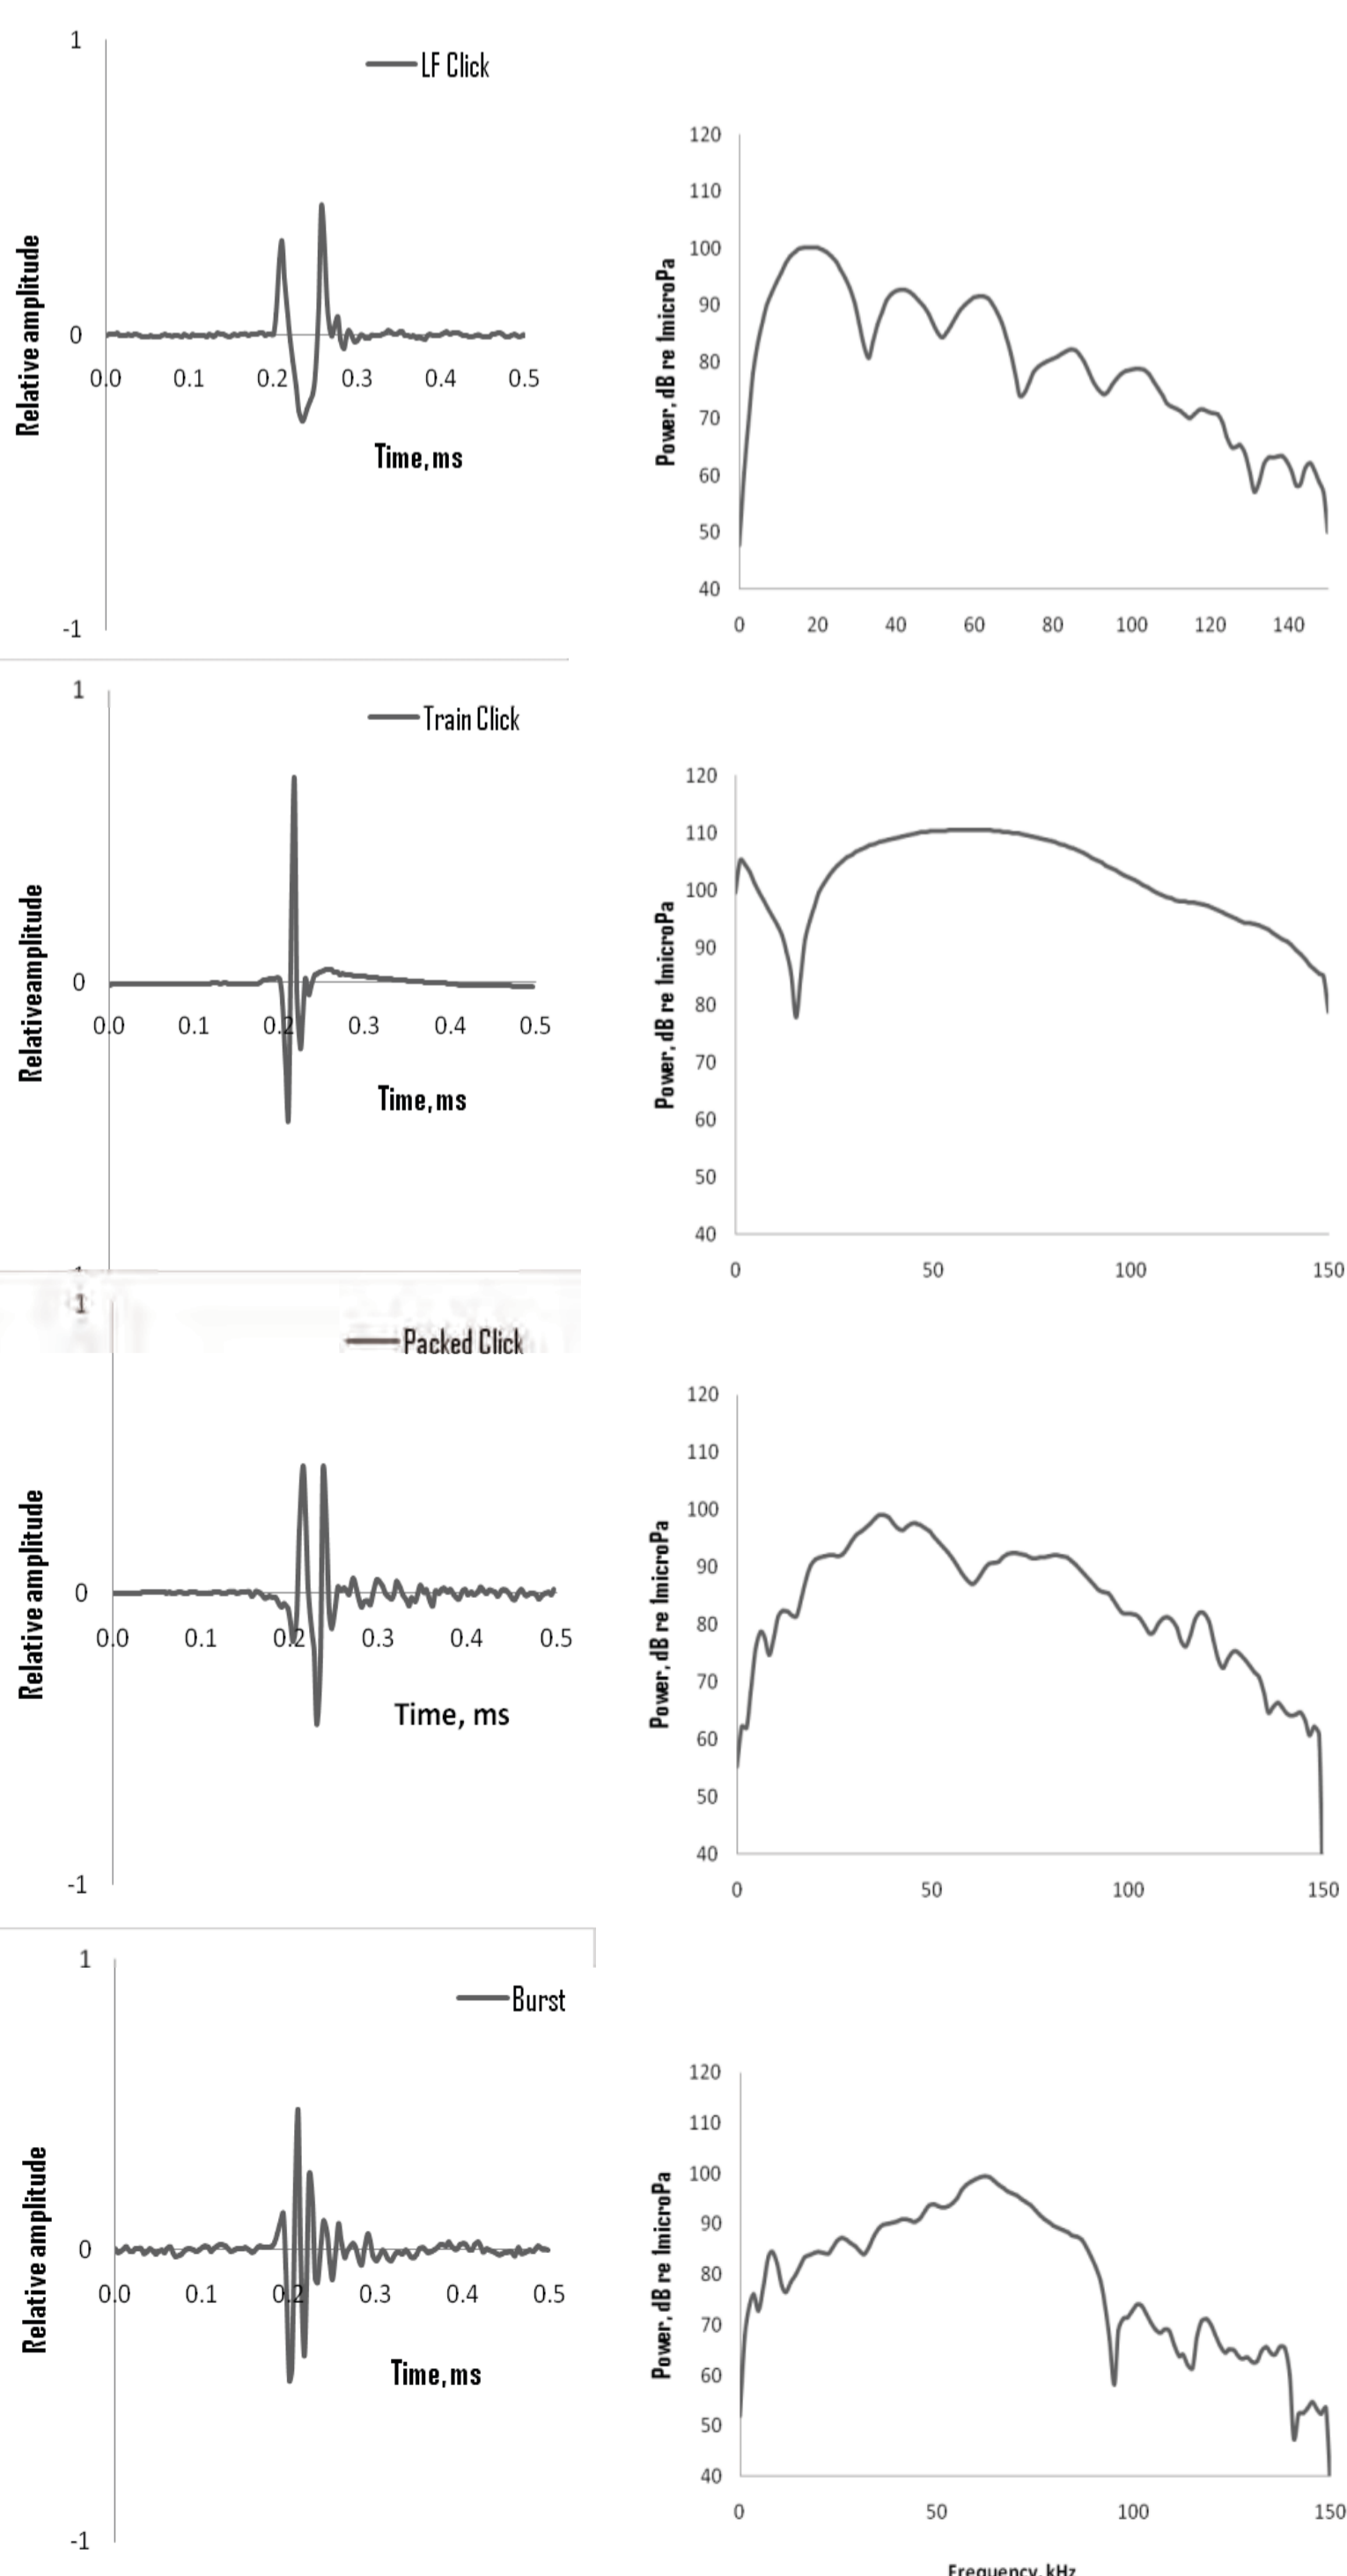 1
LF Click
Relative amplitude
0
0.0 0.1 0.2 0.3 0.4 0.5
Time, ms
-1
120
110
100
90
80
70
60
50
40
Power, dB re 1microPa
0 20 40 60 80 100 120 140
1
Train Click
Relativeamplitude
0
0.0 0.1 0.2 0.3 0.4 0.5
Time, ms
120
110
100
90
80
70
60
50
40
Power, dB re 1microPa
0 50 100 150
1
Packed Click
Relative amplitude
0
0.0 0.1 0.2 0.3 0.4 0.5
Time, ms
-1
120
110
100
90
80
70
60
50
40
Power, dB re 1microPa
0 50 100 150
1
Burst
Relative amplitude
0
0.0 0.1 0.2 0.3 0.4 0.5
Time, ms
-1
120
110
100
90
80
70
60
50
40
Power, dB re 1microPa
0 50 100 150
Frequency, kHz